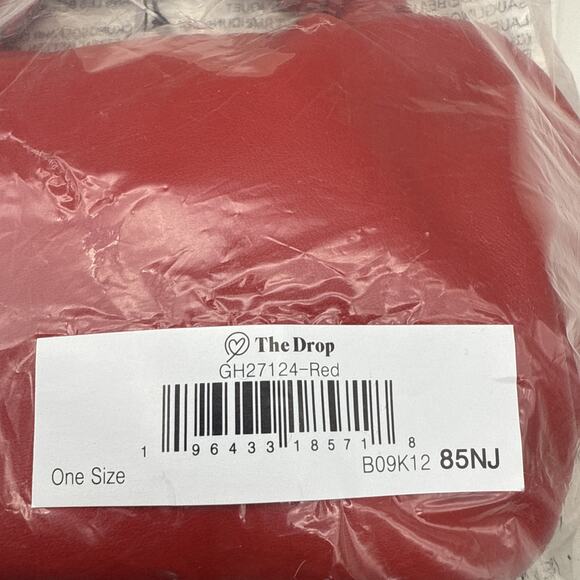 The Drop
GH27124-Red
1 96433 18571 8
One Size
B09K12 85NJ